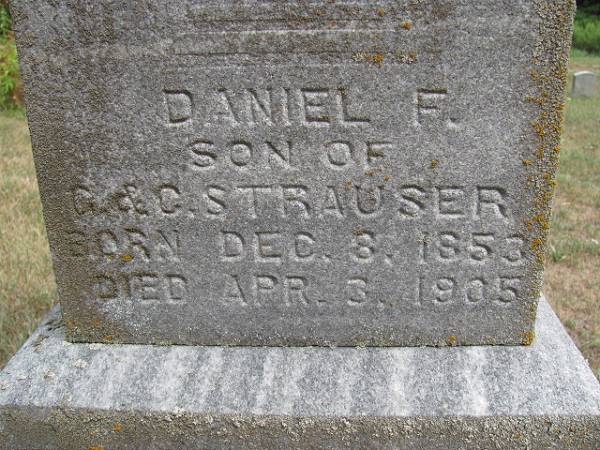 DANIEL F.
SON OF
G. & C. STRAUSER
BORN DEC. 8. 1853
DIED APR. 3. 1905